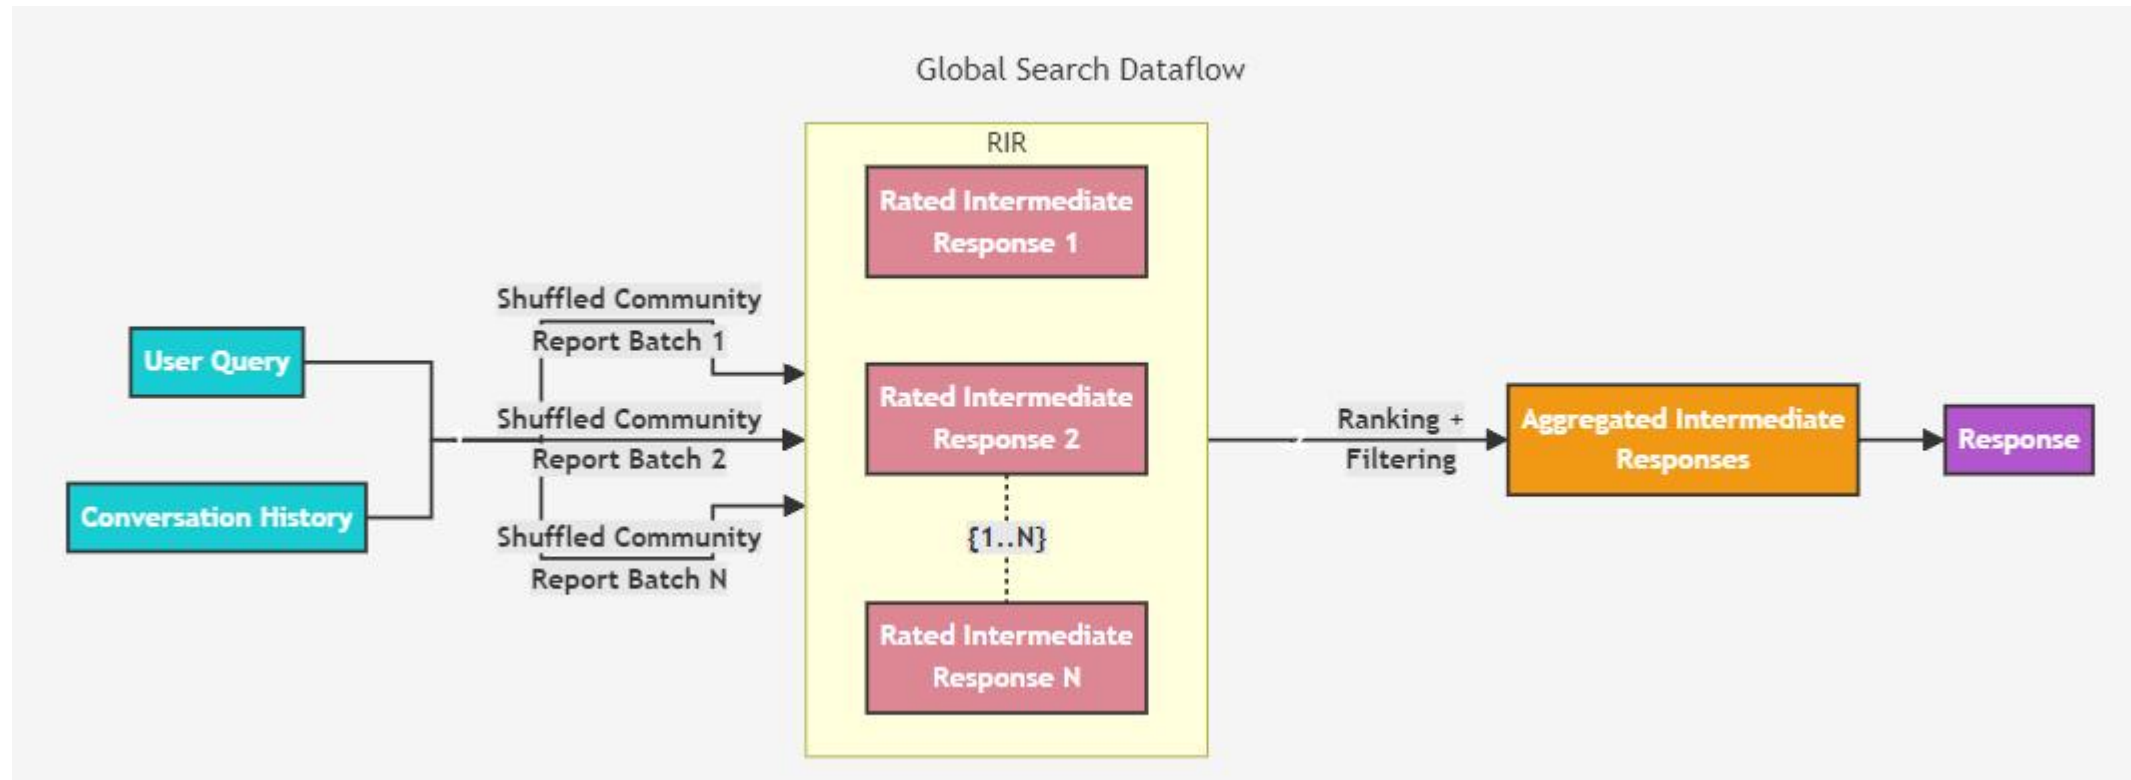 Global Search Dataflow
RIR
Rated Intermediate
Response 1
Shuffled Community
Report Batch 1
User Query
Rated Intermediate
Response 2
Shuffled Community
Report Batch 2
Ranking +
Filtering
Aggregated Intermediate
Responses
Response
Conversation History
Shuffled Community
Report Batch N
{1..N}
Rated Intermediate
Response N